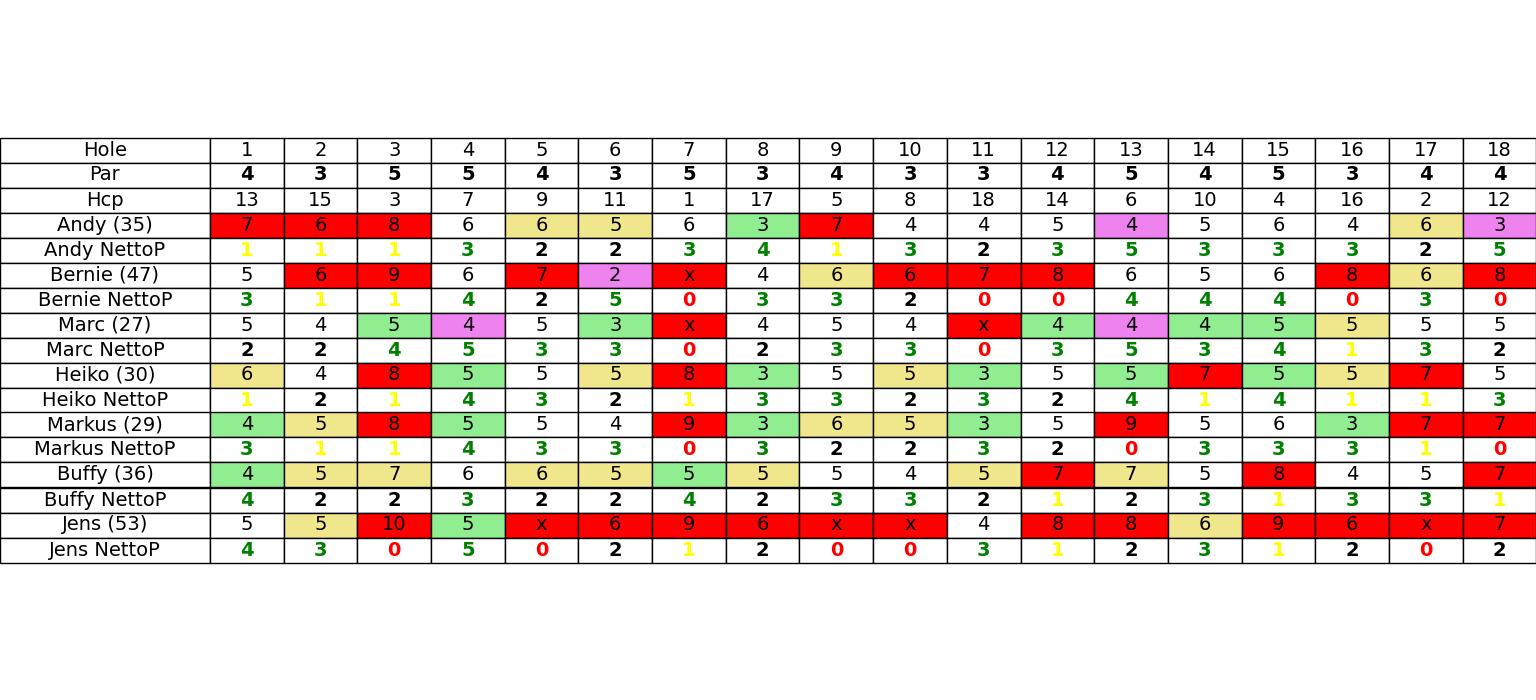 Hole 1 2 3 4 5 6 7 8 9 10 11 12 13 14 15 16 17 18
Par 4 3 5 5 4 3 5 3 4 3 3 4 5 4 5 3 4 4
Hcp 13 15 3 7 9 11 1 17 5 8 18 14 6 10 4 16 2 12
Andy (35) 7 6 8 6 6 5 6 3 7 4 4 5 4 5 6 4 6 3
Andy NettoP 1 1 1 3 2 2 3 4 1 3 2 3 5 3 3 3 2 5
Bernie (47) 5 6 9 6 7 2 x 4 6 6 7 8 6 5 6 8 6 8
Bernie NettoP 3 1 1 4 2 5 0 3 3 2 0 0 4 4 4 0 3 0
Marc (27) 5 4 5 4 5 3 x 4 5 4 x 4 4 4 5 5 5 5
Marc NettoP 2 2 4 5 3 3 0 2 3 3 0 3 5 3 4 1 3 2
Heiko (30) 6 4 8 5 5 5 8 3 5 5 3 5 5 7 5 5 7 5
Heiko NettoP 1 2 1 4 3 2 1 3 3 2 3 2 4 1 4 1 1 3
Markus (29) 4 5 8 5 5 4 9 3 6 5 3 5 9 5 6 3 7 7
Markus NettoP 3 1 1 4 3 3 0 3 2 2 3 2 0 3 3 3 1 0
Buffy (36) 4 5 7 6 6 5 5 5 5 4 5 7 7 5 8 4 5 7
Buffy NettoP 4 2 2 3 2 2 4 2 3 3 2 1 2 3 1 3 3 1
Jens (53) 5 5 10 5 x 6 9 6 x x 4 8 8 6 9 6 x 7
Jens NettoP 4 3 0 5 0 2 1 2 0 0 3 1 2 3 1 2 0 2